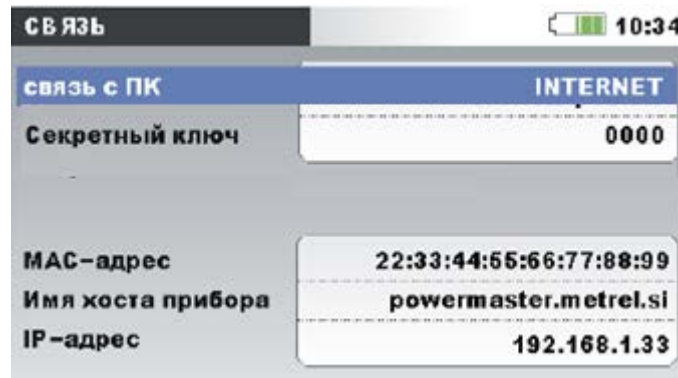 СВЯЗЬ 10:34
связь с ПК INTERNET
Секретный ключ 0000
MAC-адрес 22:33:44:55:66:77:88:99
Имя хоста прибора powermaster.metrel.si
IP-адрес 192.168.1.33